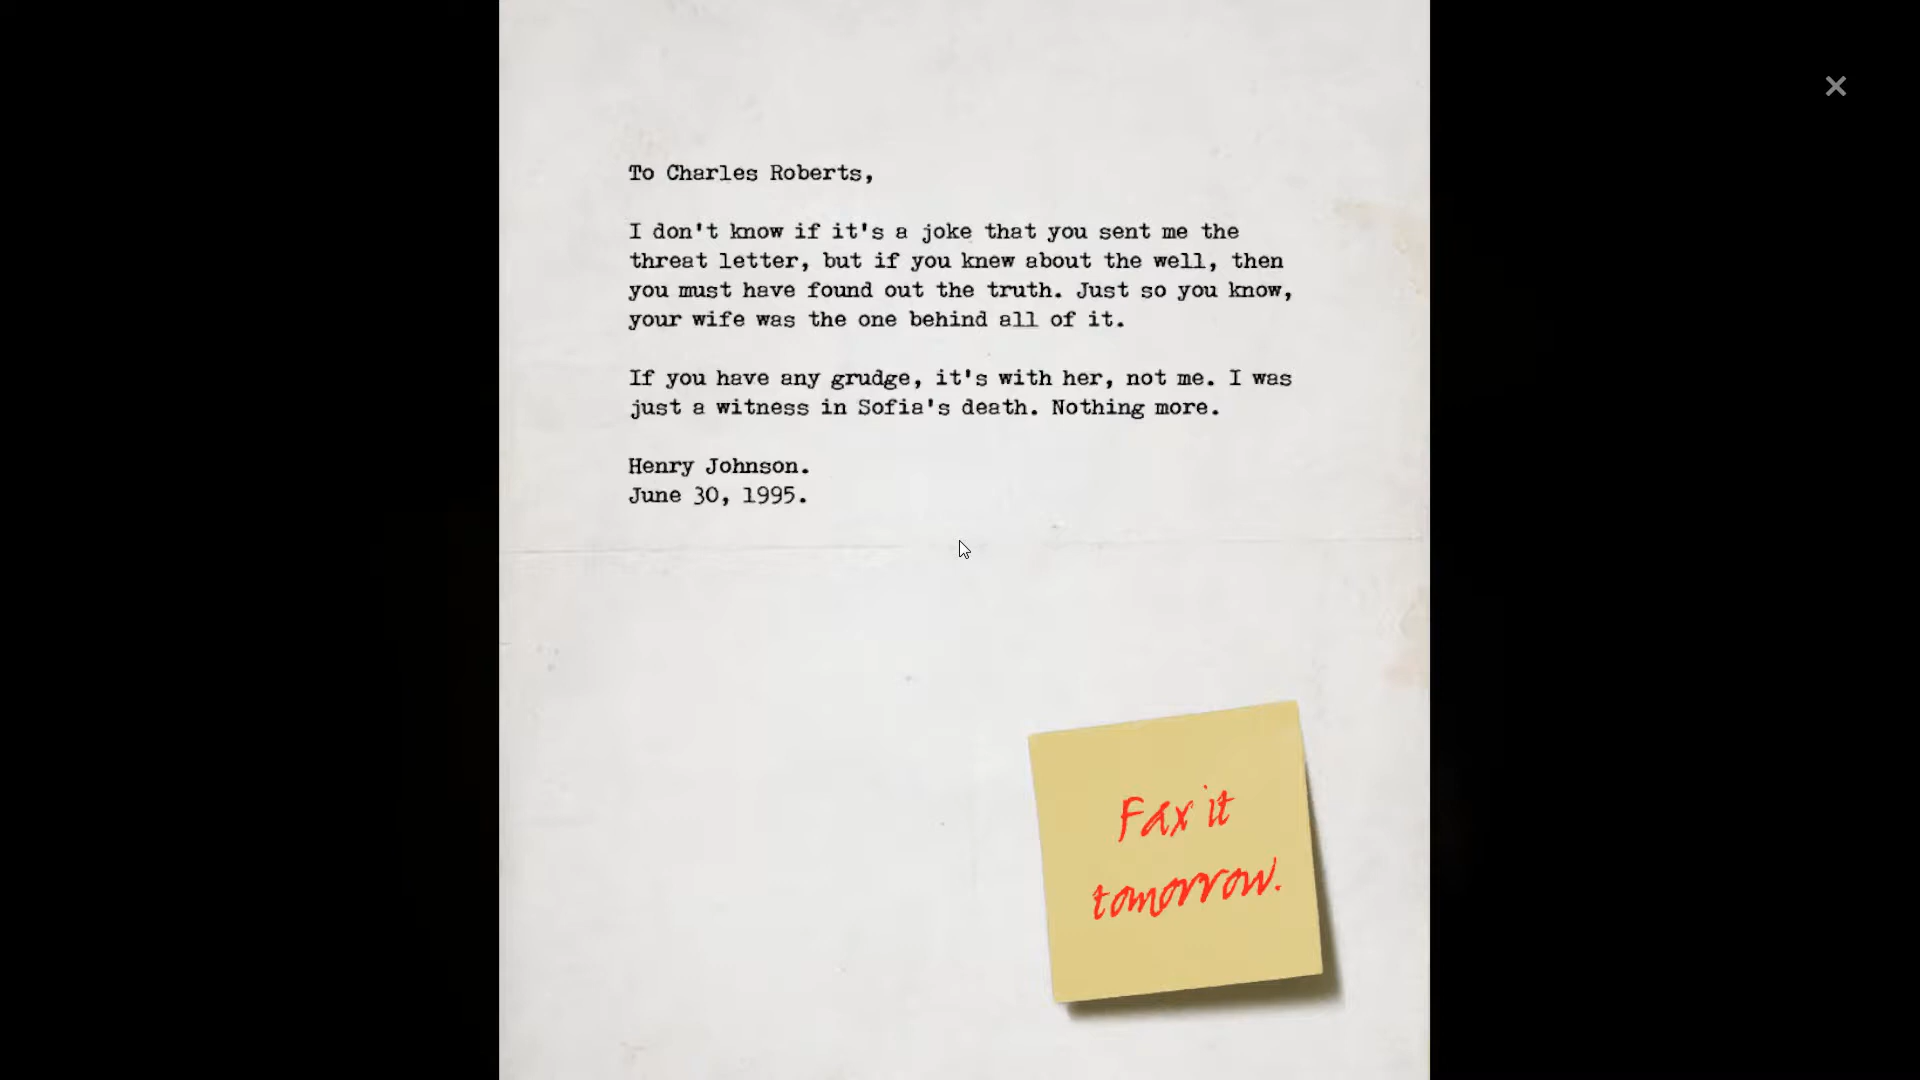 To Charles Roberts,
I don't know if it's a joke that you sent me the
threat letter, but if you knew about the well, then
you must have found out the truth. Just so you know,
your wife was the one behind all of it.
If you have any grudge, it's with her, not me. I was
just a witness in Sofia's death. Nothing more.
Henry Johnson.
June 30, 1995.
Fax it
tomorrow.